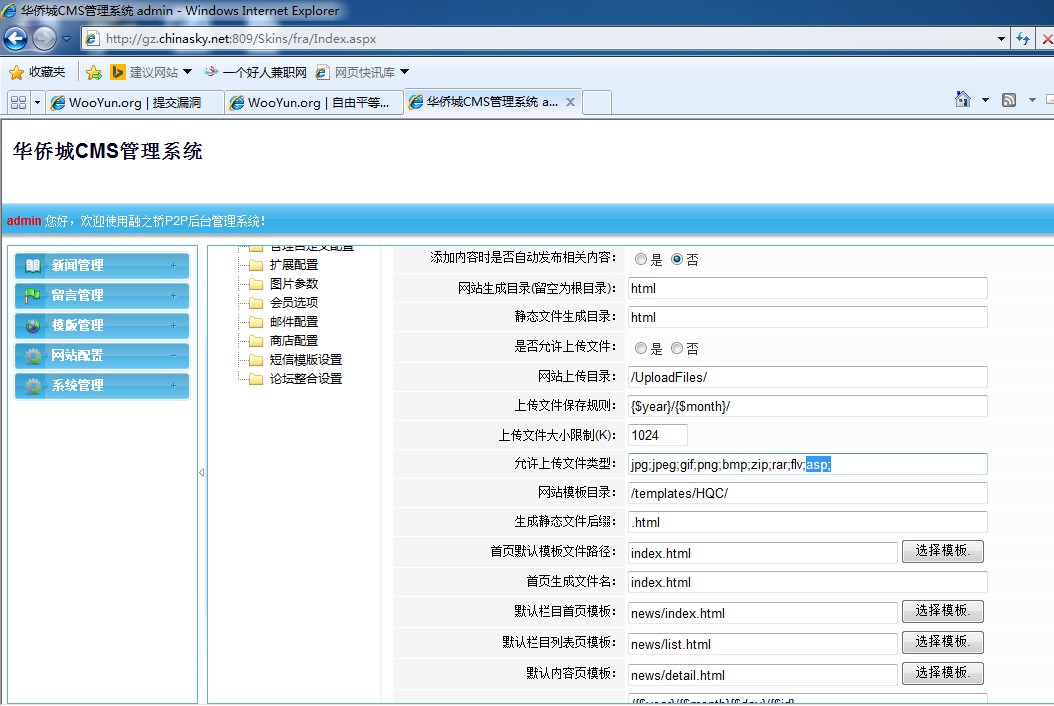 华侨城CMS管理系统 admin - Windows Internet Explorer
http://gz.chinasky.net:809/Skins/fra/Index.aspx
收藏夹 建议网站 一个好人兼职网 网页快讯库
WooYun.org | 提交漏洞 WooYun.org | 自由平等... 华侨城CMS管理系统 a...
华侨城CMS管理系统
admin 您好，欢迎使用融之桥P2P后台管理系统!
新闻管理 +
留言管理 +
模版管理 +
网站配置 -
系统管理 +
管理自定义配置
扩展配置
图片参数
会员选项
邮件配置
商店配置
短信模版设置
论坛整合设置
添加内容时是否自动发布相关内容: 是 否
网站生成目录(留空为根目录): html
静态文件生成目录: html
是否允许上传文件: 是 否
网站上传目录: /UploadFiles/
上传文件保存规则: {$year}/{$month}/
上传文件大小限制(K): 1024
允许上传文件类型: jpg;jpeg;gif;png;bmp;zip;rar;flv;asp;
网站模板目录: /templates/HQC/
生成静态文件后缀: .html
首页默认模板文件路径: index.html 选择模板.
首页生成文件名: index.html
默认栏目首页模板: news/index.html 选择模板.
默认栏目列表页模板: news/list.html 选择模板.
默认内容页模板: news/detail.html 选择模板.
/{$year}/{$month}{$day}/{$id}